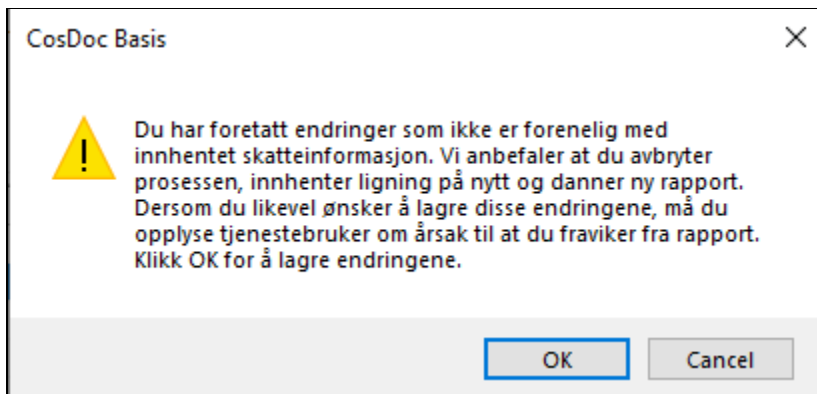 CosDoc Basis
Du har foretatt endringer som ikke er forenelig med
innhentet skatteinformasjon. Vi anbefaler at du avbryter
prosessen, innhenter ligning på nytt og danner ny rapport.
Dersom du likevel ønsker å lagre disse endringene, må du
opplyse tjenestebruker om årsak til at du fraviker fra rapport.
Klikk OK for å lagre endringene.
OK
Cancel